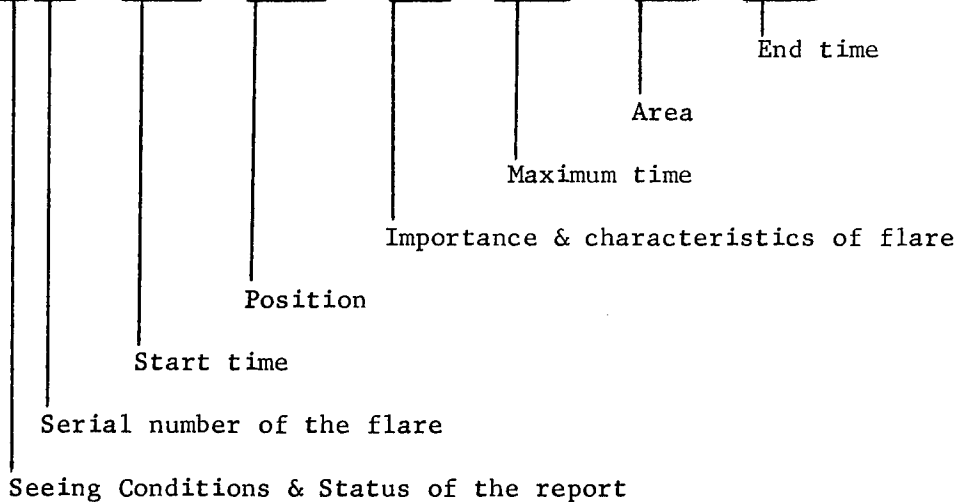 End time
Area
Maximum time
Importance & characteristics of flare
Position
Start time
Serial number of the flare
Seeing Conditions & Status of the report